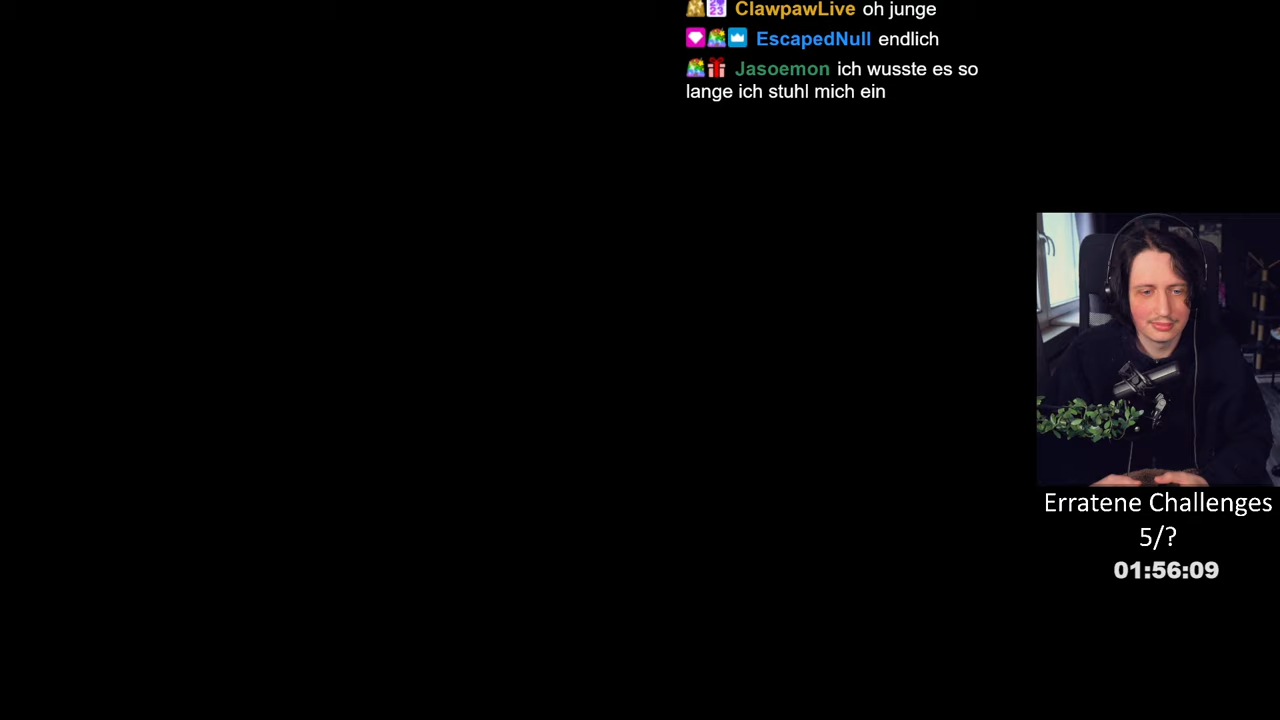 ClawpawLive oh junge
EscapedNull endlich
Jasoemon ich wusste es so
lange ich stuhl mich ein
Erratene Challenges
5/?
01:56:09